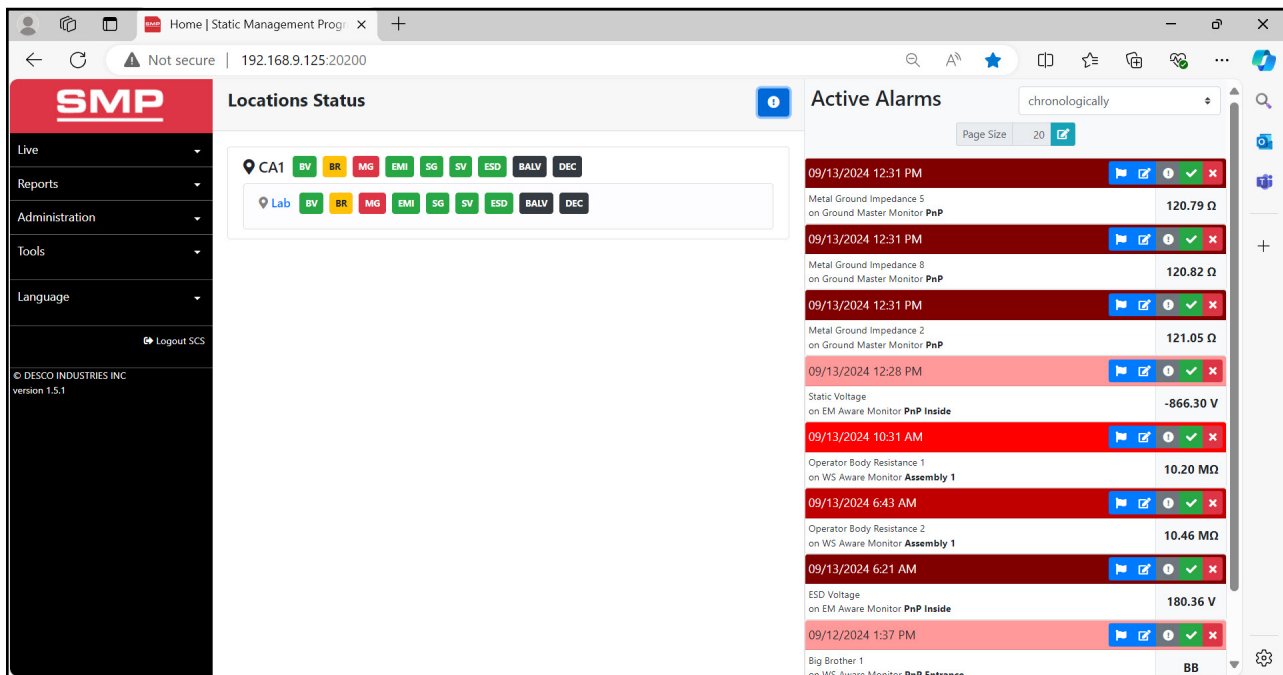 Home | Static Management Progr
Not secure | 192.168.9.125:20200
SMP
Live
Reports
Administration
Tools
Language
Logout SCS
© DESCO INDUSTRIES INC
version 1.5.1
Locations Status
CA1 BV BR MG EMI SG SV ESD BALV DEC
Lab BV BR MG EMI SG SV ESD BALV DEC
Active Alarms
chronologically
Page Size 20
09/13/2024 12:31 PM
Metal Ground Impedance 5
on Ground Master Monitor PnP
120.79 Ω
09/13/2024 12:31 PM
Metal Ground Impedance 8
on Ground Master Monitor PnP
120.82 Ω
09/13/2024 12:31 PM
Metal Ground Impedance 2
on Ground Master Monitor PnP
121.05 Ω
09/13/2024 12:28 PM
Static Voltage
on EM Aware Monitor PnP Inside
-866.30 V
09/13/2024 10:31 AM
Operator Body Resistance 1
on WS Aware Monitor Assembly 1
10.20 MΩ
09/13/2024 6:43 AM
Operator Body Resistance 2
on WS Aware Monitor Assembly 1
10.46 MΩ
09/13/2024 6:21 AM
ESD Voltage
on EM Aware Monitor PnP Inside
180.36 V
09/12/2024 1:37 PM
Big Brother 1
on WS Aware Monitor PnP Entrance
BB